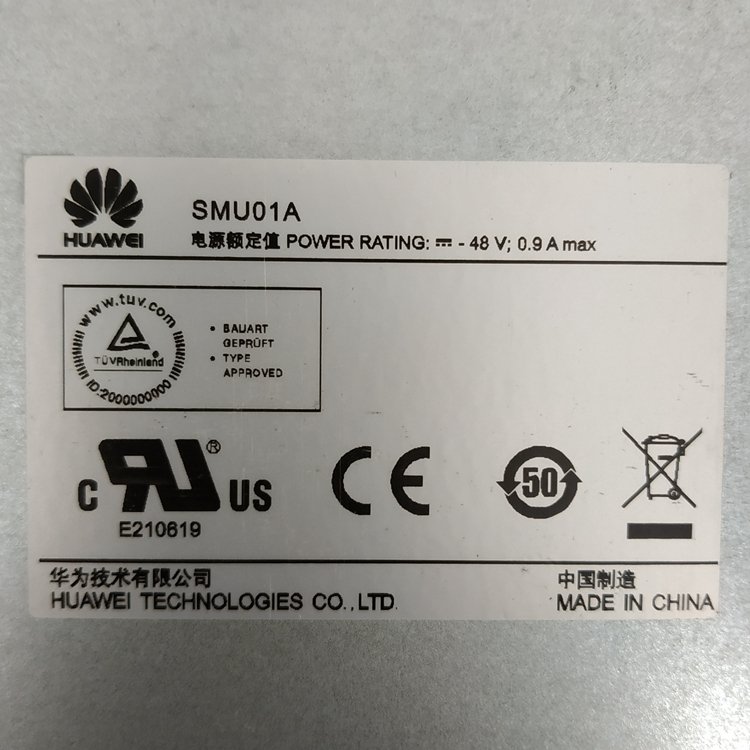 HUAWEI
SMU01A
电源额定值 POWER RATING: ⎓ - 48 V; 0.9 A max
www.tuv.com
TÜVRheinland
ID:2000000000
• BAUART
GEPRÜFT
• TYPE
APPROVED
C RU ® US
E210619
CE
50
华为技术有限公司
HUAWEI TECHNOLOGIES CO.,LTD.
中国制造
MADE IN CHINA